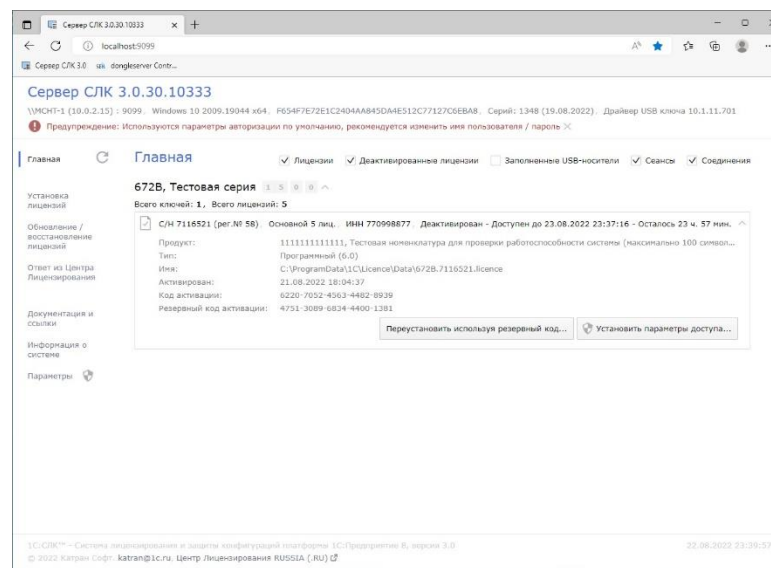 Сервер СЛК 3.0.30.10333
localhost:9099
Сервер СЛК 3.0 dongleserver Contr...
Сервер СЛК 3.0.30.10333
\\MCHT-1 (10.0.2.15) : 9099, Windows 10 2009.19044 x64, F654F7E72E1C2404AA845DA4E512C77127C6EBA8, Серий: 1348 (19.08.2022), Драйвер USB ключа 10.1.11.701
Предупреждение: Используются параметры авторизации по умолчанию, рекомендуется изменить имя пользователя / пароль
Главная
Установка лицензий
Обновление / восстановление лицензий
Ответ из Центра Лицензирования
Документация и ссылки
Информация о системе
Параметры
Главная
Лицензии Деактивированные лицензии Заполненные USB-носители Сеансы Соединения
672B, Тестовая серия 1 5 0 0
Всего ключей: 1, Всего лицензий: 5
С/Н 7116521 (рег.№ 58), Основной 5 лиц., ИНН 770998877, Деактивирован - Доступен до 23.08.2022 23:37:16 - Осталось 23 ч. 57 мин.
Продукт: 1111111111111, Тестовая номенклатура для проверки работоспособности системы (максимально 100 символ...
Тип: Программный (6.0)
Имя: C:\ProgramData\1C\Licence\Data\672B.7116521.licence
Активирован: 21.08.2022 18:04:37
Код активации: 6220-7052-4563-4482-8939
Резервный код активации: 4751-3089-6834-4400-1381
Переустановить используя резервный код... Установить параметры доступа...
1С:СЛК™ - Система лицензирования и защиты конфигураций платформы 1С:Предприятие 8, версия 3.0 22.08.2022 23:39:57
© 2022 Катран Софт, katran@1c.ru, Центр Лицензирования RUSSIA (.RU)